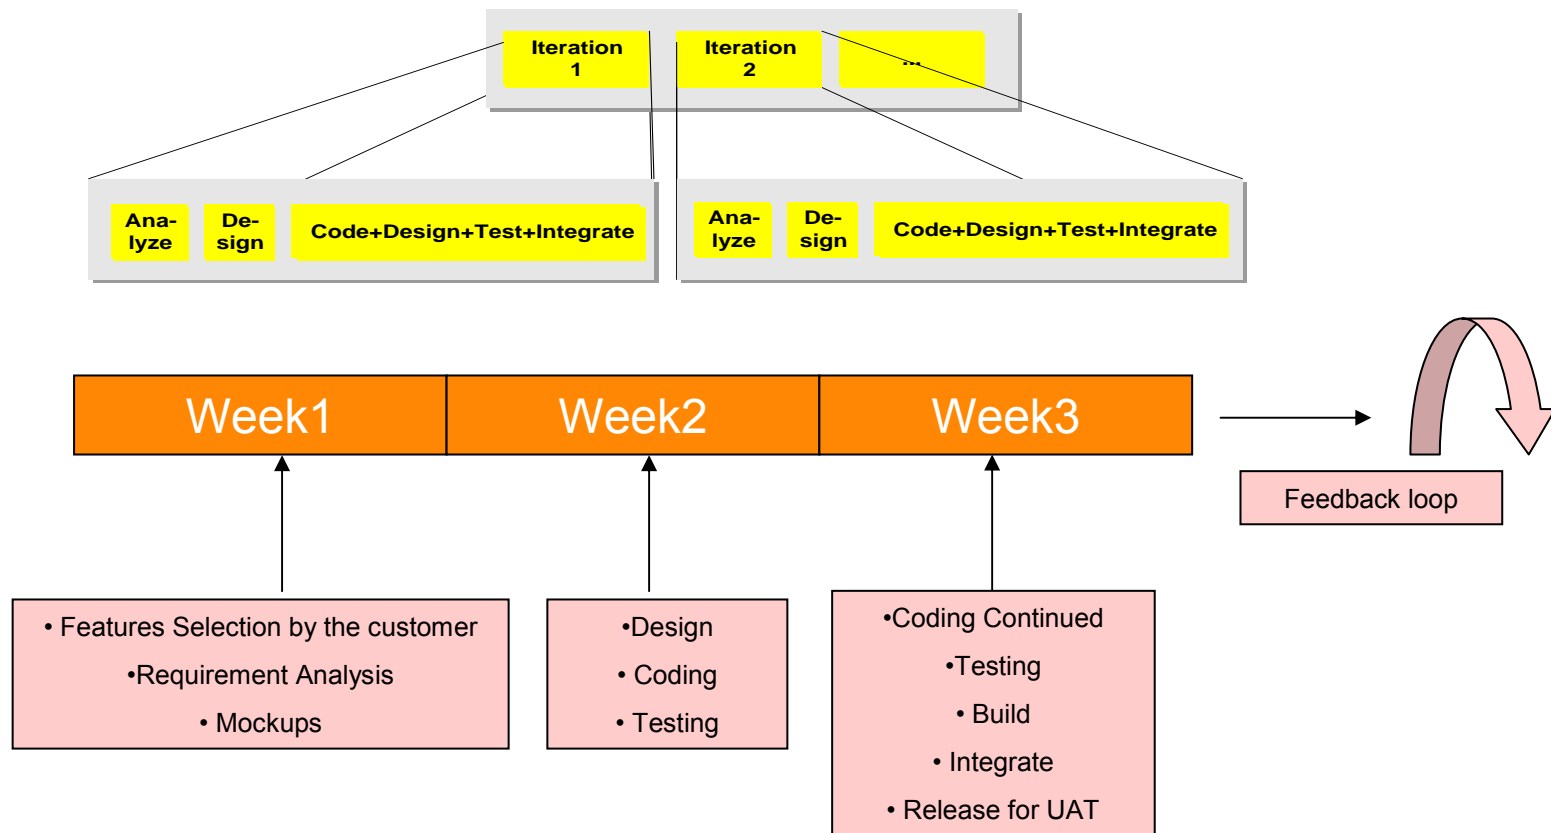 Iteration
1
Iteration
2
...
Ana-
lyze
De-
sign
Code+Design+Test+Integrate
Ana-
lyze
De-
sign
Code+Design+Test+Integrate
Week1
Week2
Week3
Feedback loop
• Features Selection by the customer
•Requirement Analysis
• Mockups
•Design
• Coding
• Testing
•Coding Continued
•Testing
• Build
• Integrate
• Release for UAT